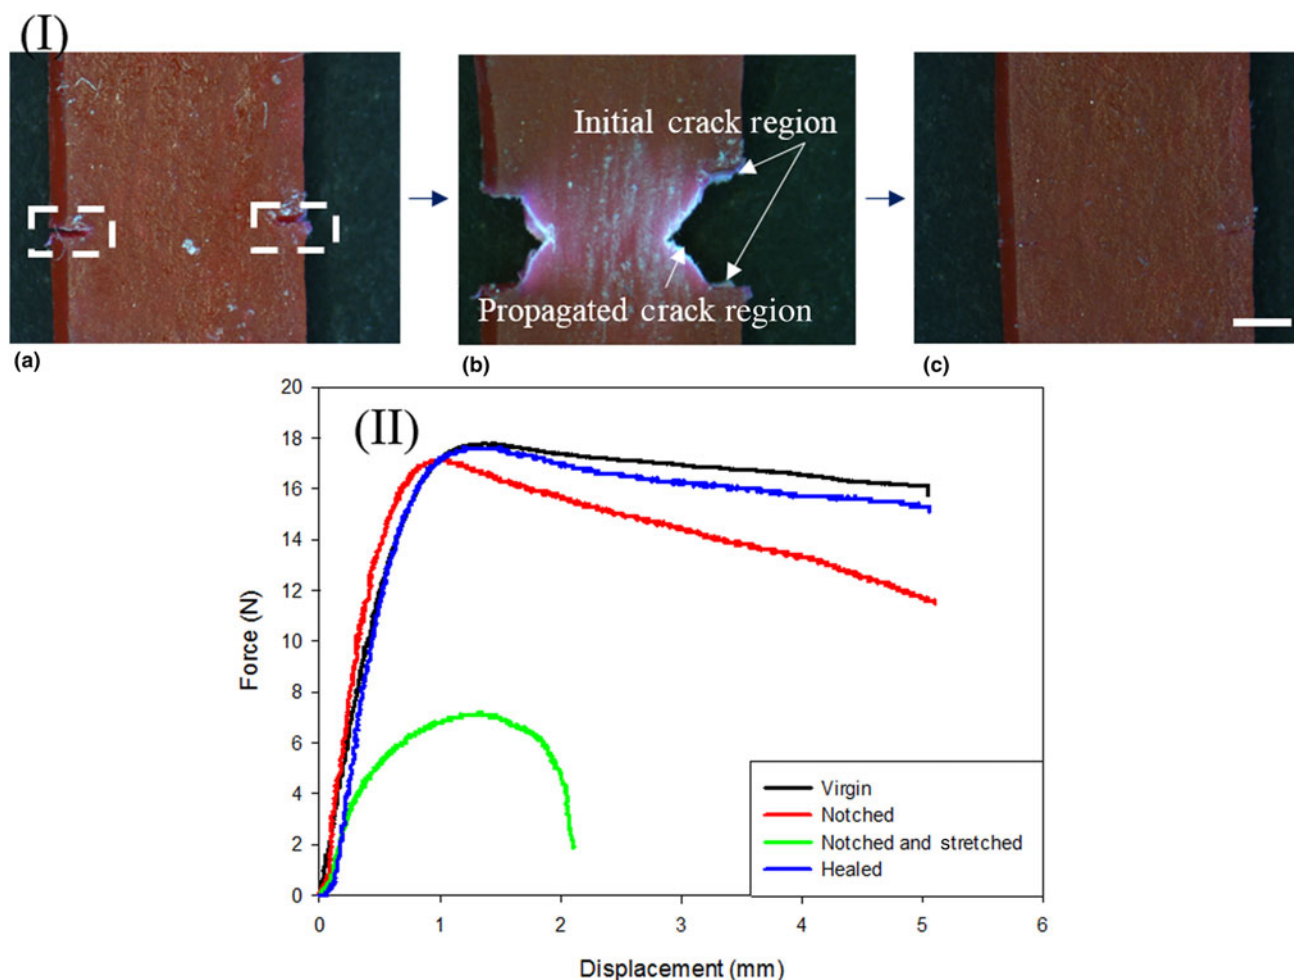 (I)
Initial crack region
Propagated crack region
(a)
(b)
(c)
20
18
16
14
12
10
8
6
4
2
0
(II)
Force (N)
Virgin
Notched
Notched and stretched
Healed
0 1 2 3 4 5 6
Displacement (mm)